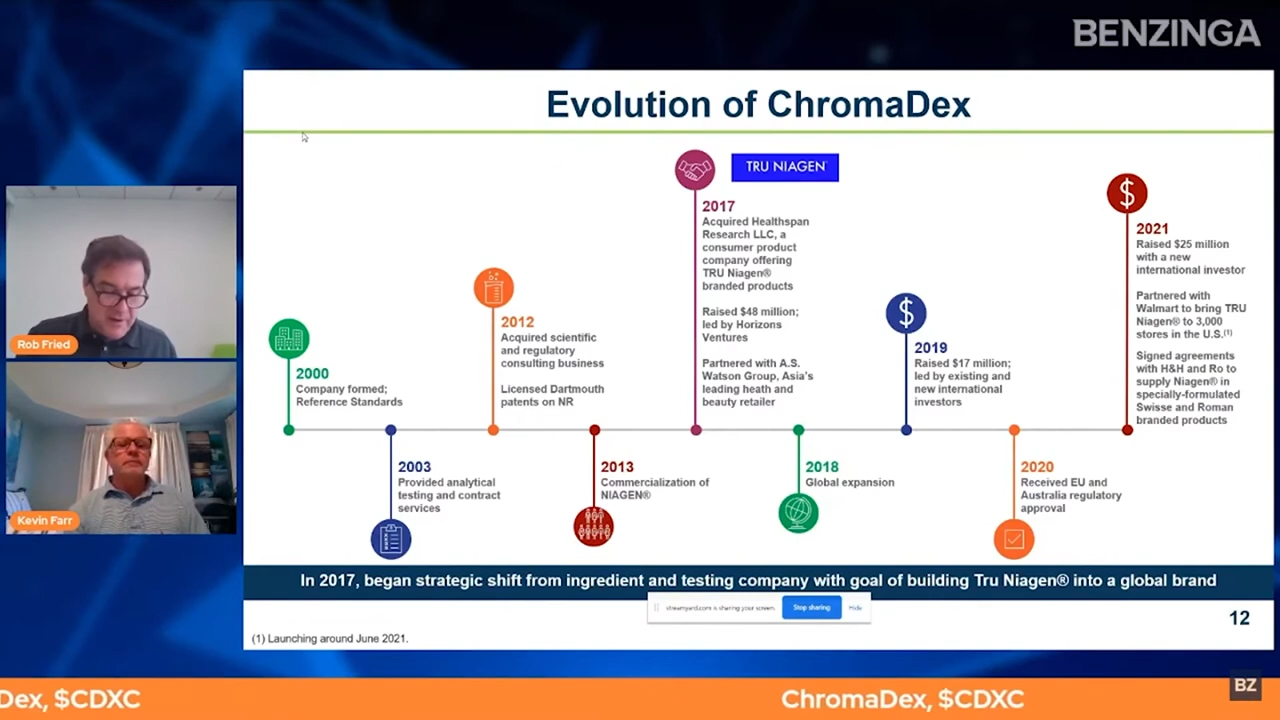 BENZINGA
Evolution of ChromaDex
TRU NIAGEN
2000
Company formed;
Reference Standards
2003
Provided analytical
testing and contract
services
2012
Acquired scientific
and regulatory
consulting business
Licensed Dartmouth
patents on NR
2013
Commercialization of
NIAGEN®
2017
Acquired Healthspan
Research LLC, a
consumer product
company offering
TRU Niagen®
branded products
Raised $48 million;
led by Horizons
Ventures
Partnered with A.S.
Watson Group, Asia's
leading heath and
beauty retailer
2018
Global expansion
2019
Raised $17 million;
led by existing and
new international
investors
2020
Received EU and
Australia regulatory
approval
2021
Raised $25 million
with a new
international investor
Partnered with
Walmart to bring TRU
Niagen® to 3,000
stores in the U.S.(1)
Signed agreements
with H&H and Ro to
supply Niagen® in
specially-formulated
Swisse and Roman
branded products
In 2017, began strategic shift from ingredient and testing company with goal of building Tru Niagen® into a global brand
streamyard.com is sharing your screen.
Stop sharing
Hide
12
(1) Launching around June 2021.
Rob Fried
Kevin Farr
Dex, $CDXC
ChromaDex, $CDXC
BZ